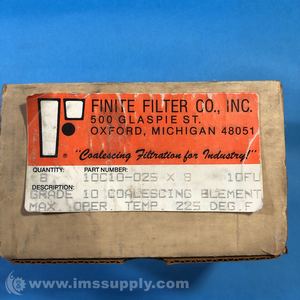 FINITE FILTER CO., INC.
500 GLASPIE ST.
OXFORD, MICHIGAN 48051
"Coalescing Filtration for Industry!"
QUANTITY: PART NUMBER:
8 10C10-025 X 8 10FU
DESCRIPTION:
GRADE 10 COALESCING ELEMENT
MAX. OPER. TEMP. 225 DEG.F
© www.imssupply.com